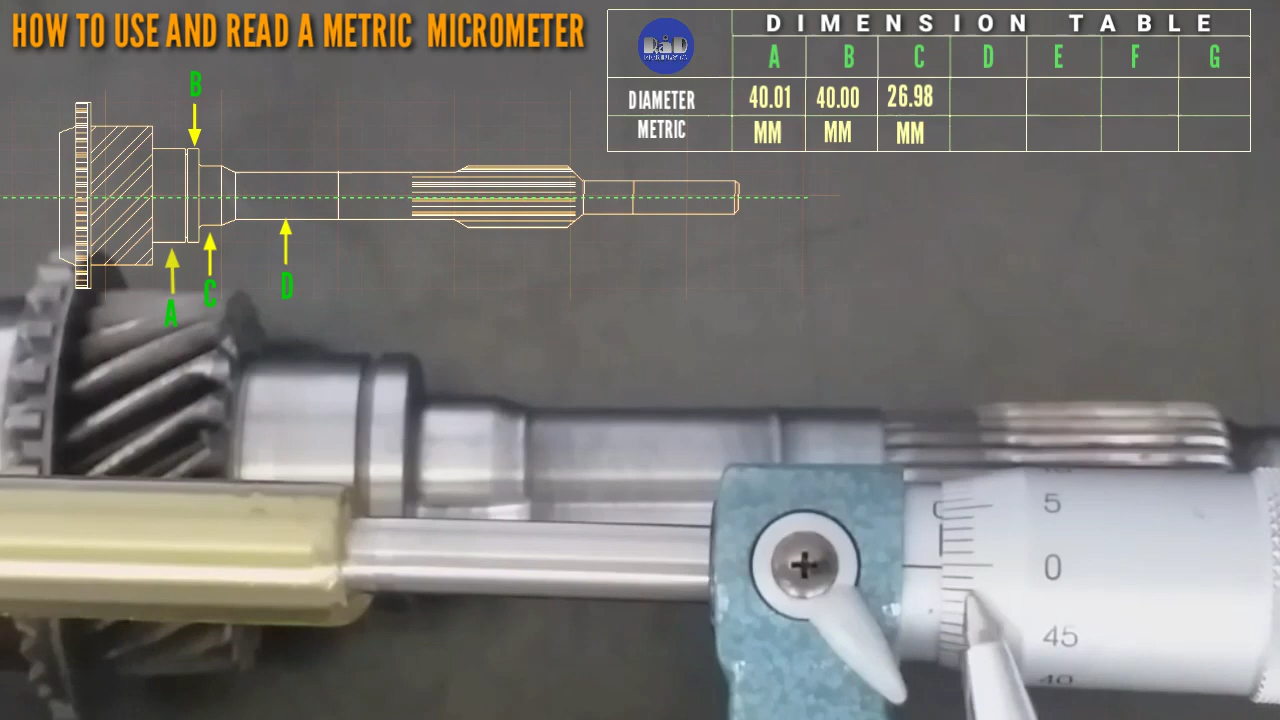 HOW TO USE AND READ A METRIC MICROMETER
DIMENSION TABLE
A B C D E F G
DIAMETER 40.01 40.00 26.98
METRIC MM MM MM
B
A
C
D
5
0
45
40